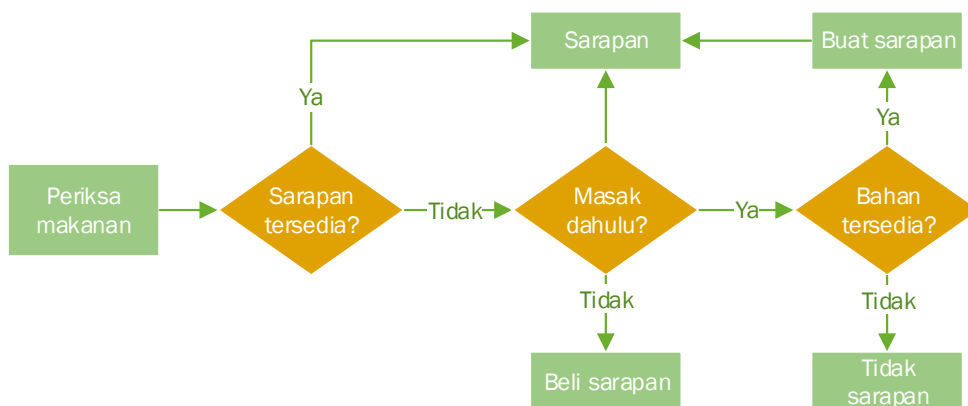 Sarapan
Buat sarapan
Ya
Ya
Periksa
makanan
Sarapan
tersedia?
Tidak
Masak
dahulu?
Ya
Bahan
tersedia?
Tidak
Tidak
Beli sarapan
Tidak
sarapan